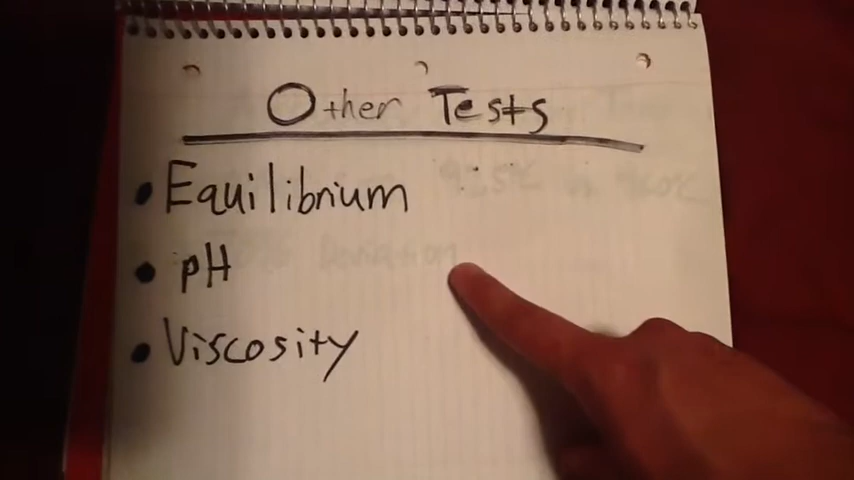 Other Tests
• Equilibrium
• pH
• Viscosity